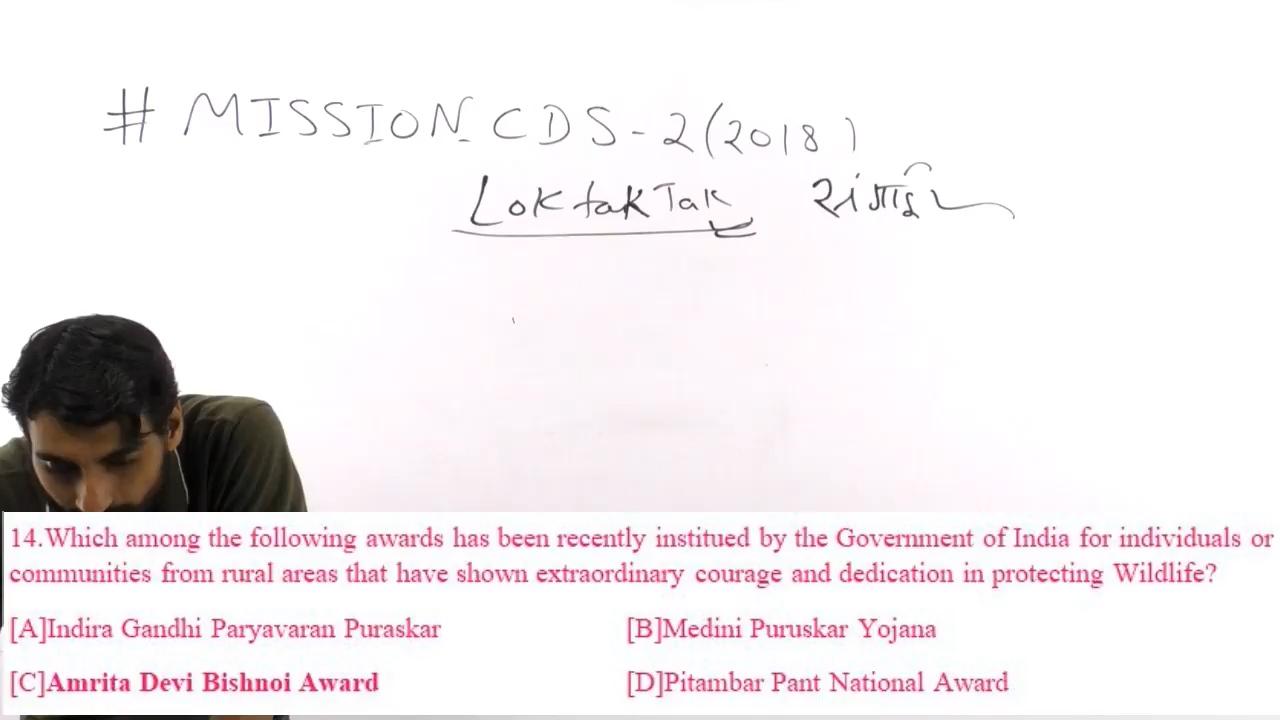 # MISSION CDS-2 (2018)
Loktak Tak संगाई
14.Which among the following awards has been recently institued by the Government of India for individuals or
communities from rural areas that have shown extraordinary courage and dedication in protecting Wildlife?
[A]Indira Gandhi Paryavaran Puraskar [B]Medini Puruskar Yojana
[C]Amrita Devi Bishnoi Award [D]Pitambar Pant National Award